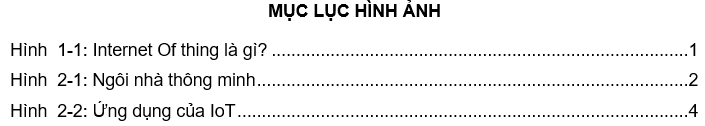 MỤC LỤC HÌNH ẢNH
Hình 1-1: Internet Of thing là gì? ......................................................................................1
Hình 2-1: Ngôi nhà thông minh.........................................................................................2
Hình 2-2: Ứng dụng của IoT.............................................................................................4